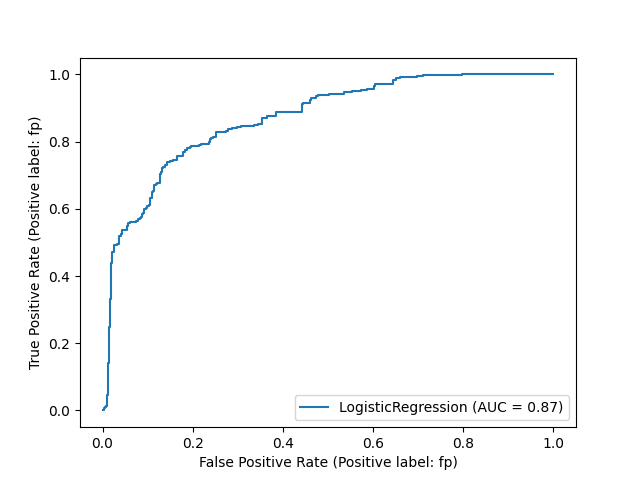 1.0
0.8
0.6
0.4
0.2
0.0
True Positive Rate (Positive label: fp)
LogisticRegression (AUC = 0.87)
0.0 0.2 0.4 0.6 0.8 1.0
False Positive Rate (Positive label: fp)